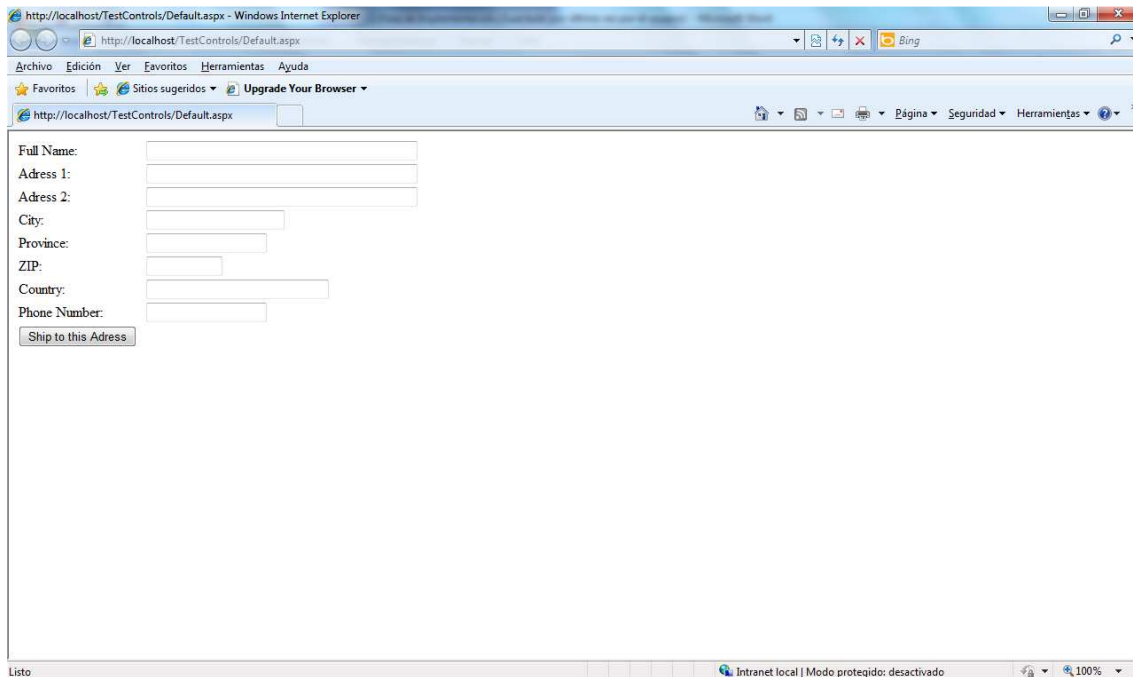 http://localhost/TestControls/Default.aspx - Windows Internet Explorer
http://localhost/TestControls/Default.aspx
Bing
Archivo Edición Ver Favoritos Herramientas Ayuda
Favoritos Sitios sugeridos Upgrade Your Browser
http://localhost/TestControls/Default.aspx
Página Seguridad Herramientas
Full Name:
Adress 1:
Adress 2:
City:
Province:
ZIP:
Country:
Phone Number:
Ship to this Adress
Listo
Intranet local | Modo protegido: desactivado
100%